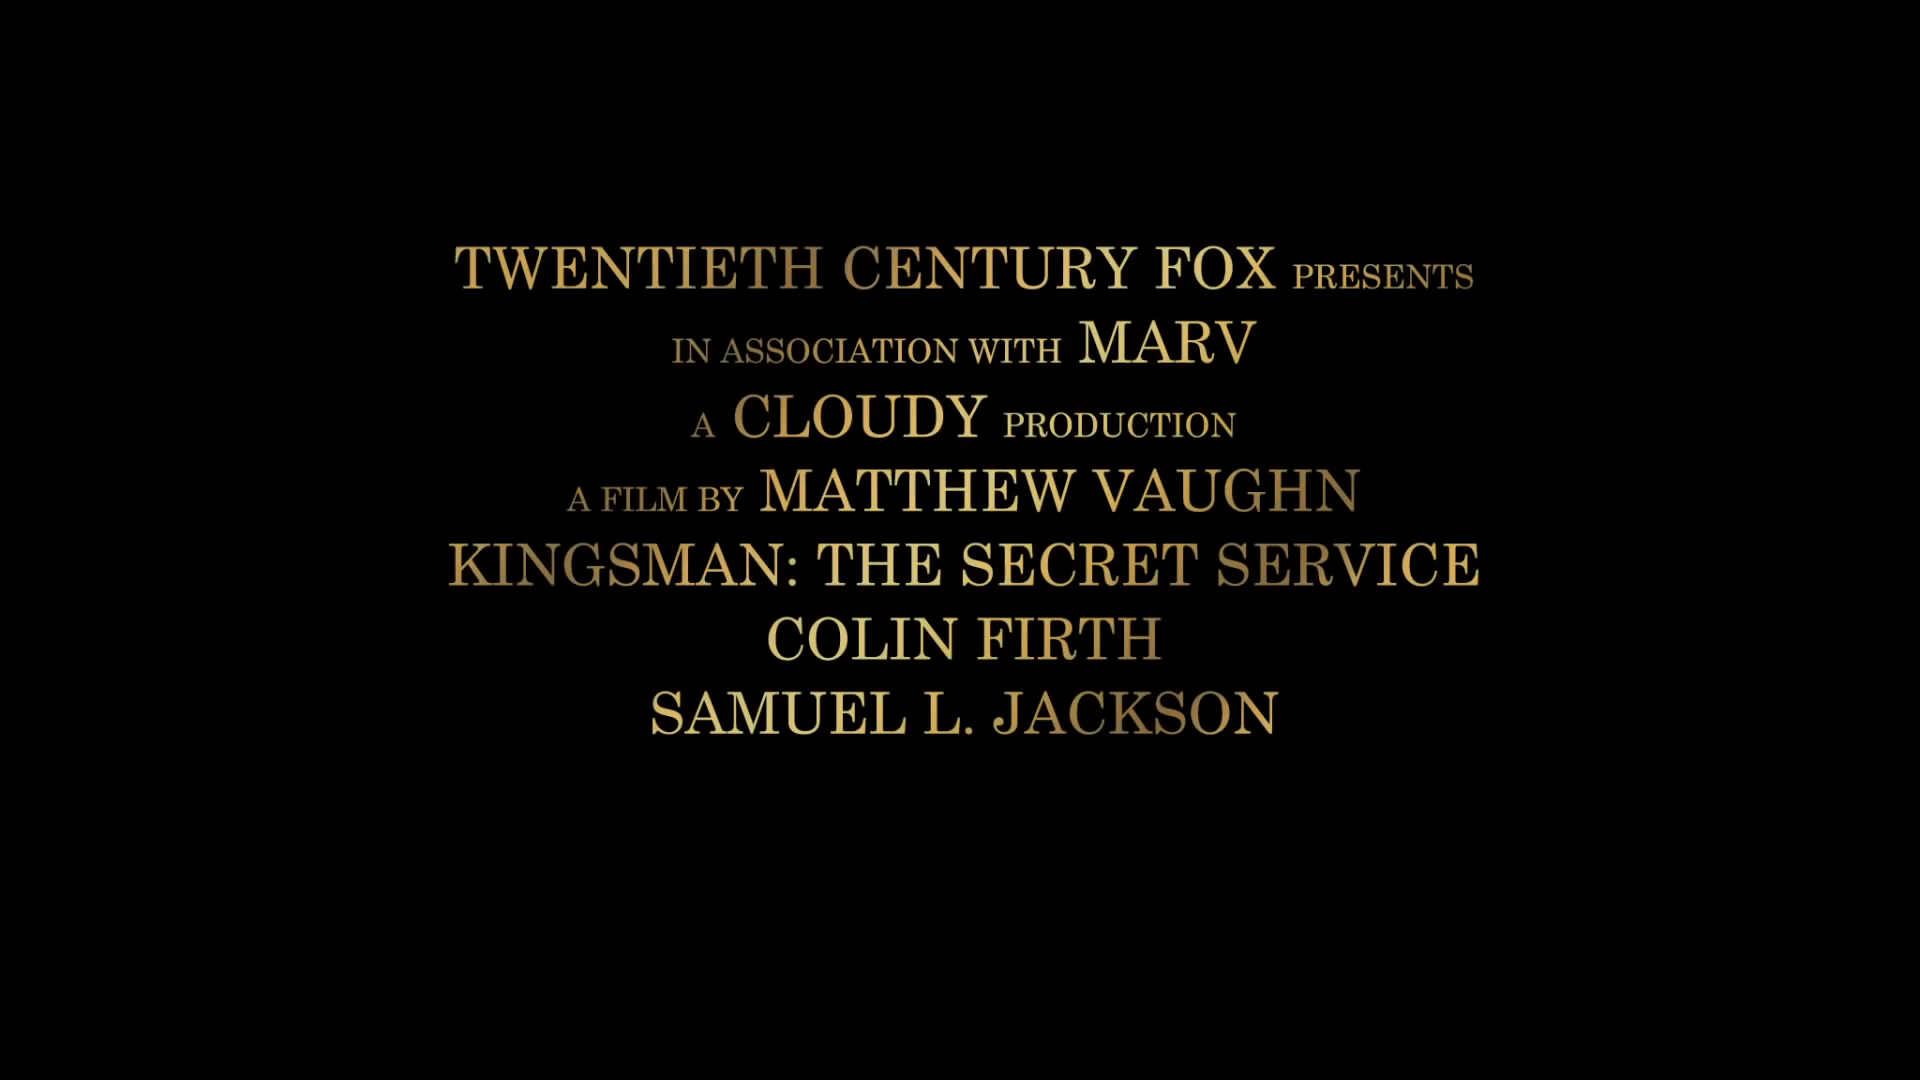 TWENTIETH CENTURY FOX PRESENTS
IN ASSOCIATION WITH MARV
A CLOUDY PRODUCTION
A FILM BY MATTHEW VAUGHN
KINGSMAN: THE SECRET SERVICE
COLIN FIRTH
SAMUEL L. JACKSON